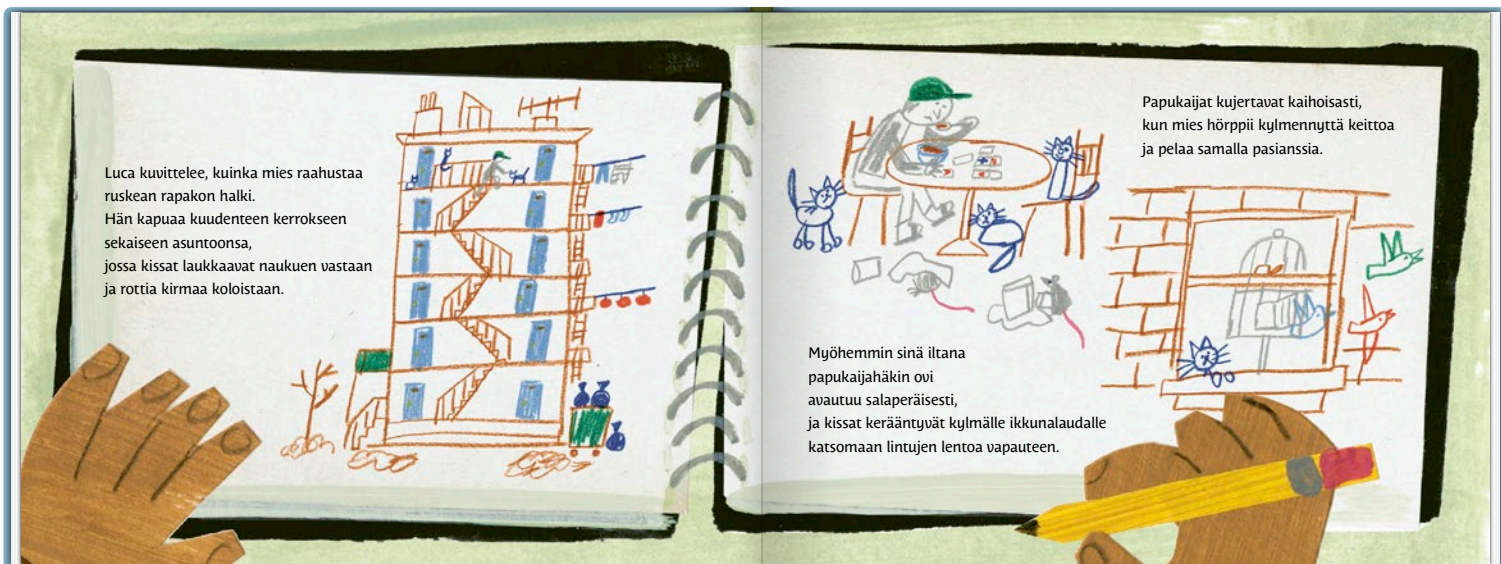 Luca kuvittelee, kuinka mies raahustaa
ruskean rapakon halki.
Hän kapuaa kuudenteen kerrokseen
sekaiseen asuntoonsa,
jossa kissat laukkaavat naukuen vastaan
ja rottia kirmaa koloistaan.
Papukaijat kujertavat kaihoisasti,
kun mies hörppii kylmennyttä keittoa
ja pelaa samalla pasianssia.
Myöhemmin sinä iltana
papukaijahäkin ovi
avautuu salaperäisesti,
ja kissat kerääntyvät kylmälle ikkunalaudalle
katsomaan lintujen lentoa vapauteen.